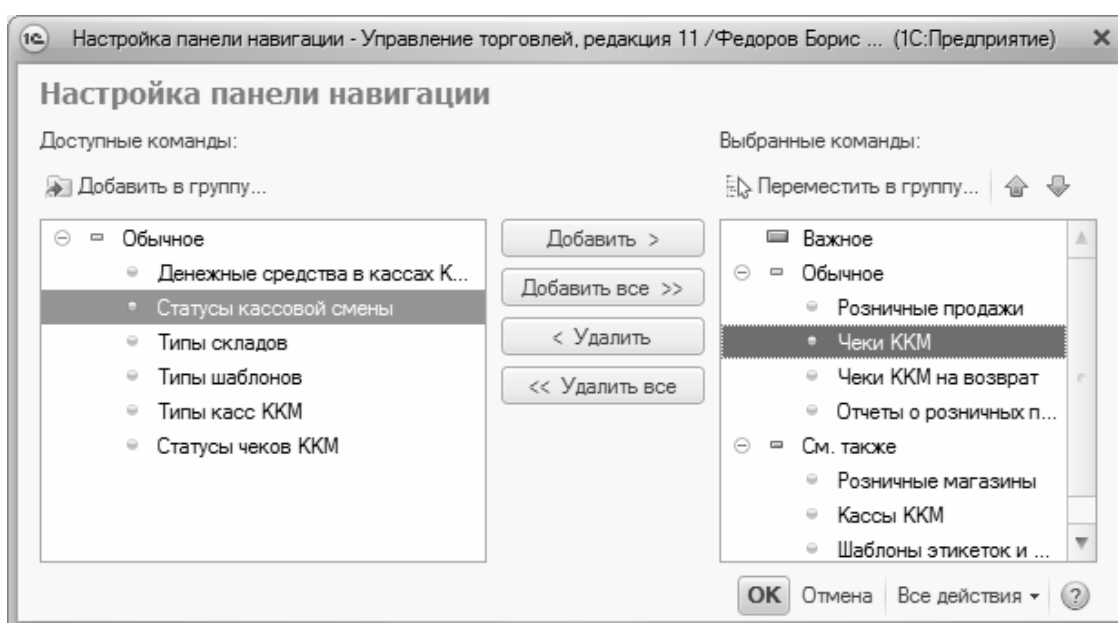 1С Настройка панели навигации - Управление торговлей, редакция 11 /Федоров Борис ... (1С:Предприятие)
Настройка панели навигации
Доступные команды:
Добавить в группу...
Обычное
Денежные средства в кассах К...
Статусы кассовой смены
Типы складов
Типы шаблонов
Типы касс ККМ
Статусы чеков ККМ
Добавить >
Добавить все >>
< Удалить
<< Удалить все
Выбранные команды:
Переместить в группу...
Важное
Обычное
Розничные продажи
Чеки ККМ
Чеки ККМ на возврат
Отчеты о розничных п...
См. также
Розничные магазины
Кассы ККМ
Шаблоны этикеток и ...
ОК Отмена Все действия ?